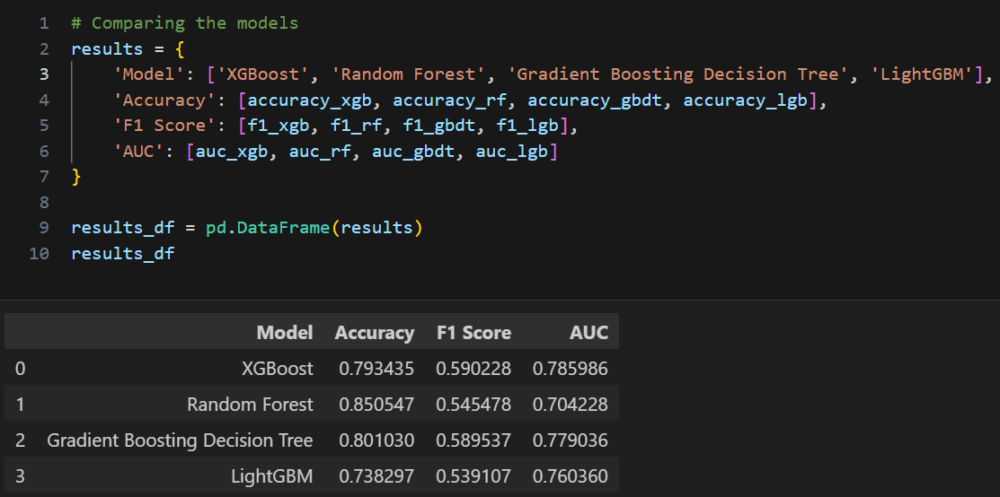 1 # Comparing the models
2 results = {
3 'Model': ['XGBoost', 'Random Forest', 'Gradient Boosting Decision Tree', 'LightGBM'],
4 'Accuracy': [accuracy_xgb, accuracy_rf, accuracy_gbdt, accuracy_lgb],
5 'F1 Score': [f1_xgb, f1_rf, f1_gbdt, f1_lgb],
6 'AUC': [auc_xgb, auc_rf, auc_gbdt, auc_lgb]
7 }
8
9 results_df = pd.DataFrame(results)
10 results_df
Model Accuracy F1 Score AUC
0 XGBoost 0.793435 0.590228 0.785986
1 Random Forest 0.850547 0.545478 0.704228
2 Gradient Boosting Decision Tree 0.801030 0.589537 0.779036
3 LightGBM 0.738297 0.539107 0.760360